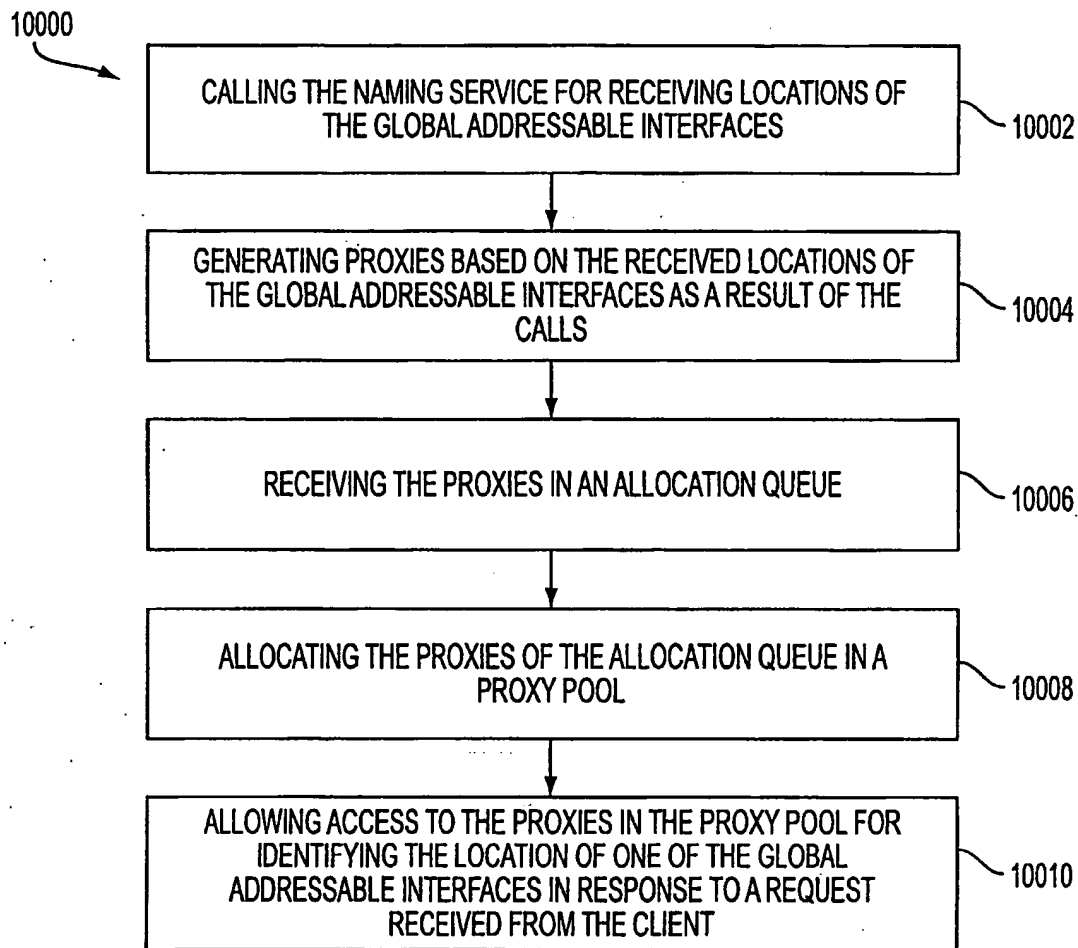 10000
CALLING THE NAMING SERVICE FOR RECEIVING LOCATIONS OF
THE GLOBAL ADDRESSABLE INTERFACES
10002
GENERATING PROXIES BASED ON THE RECEIVED LOCATIONS OF
THE GLOBAL ADDRESSABLE INTERFACES AS A RESULT OF THE
CALLS
10004
RECEIVING THE PROXIES IN AN ALLOCATION QUEUE
10006
ALLOCATING THE PROXIES OF THE ALLOCATION QUEUE IN A
PROXY POOL
10008
ALLOWING ACCESS TO THE PROXIES IN THE PROXY POOL FOR
IDENTIFYING THE LOCATION OF ONE OF THE GLOBAL
ADDRESSABLE INTERFACES IN RESPONSE TO A REQUEST
RECEIVED FROM THE CLIENT
10010